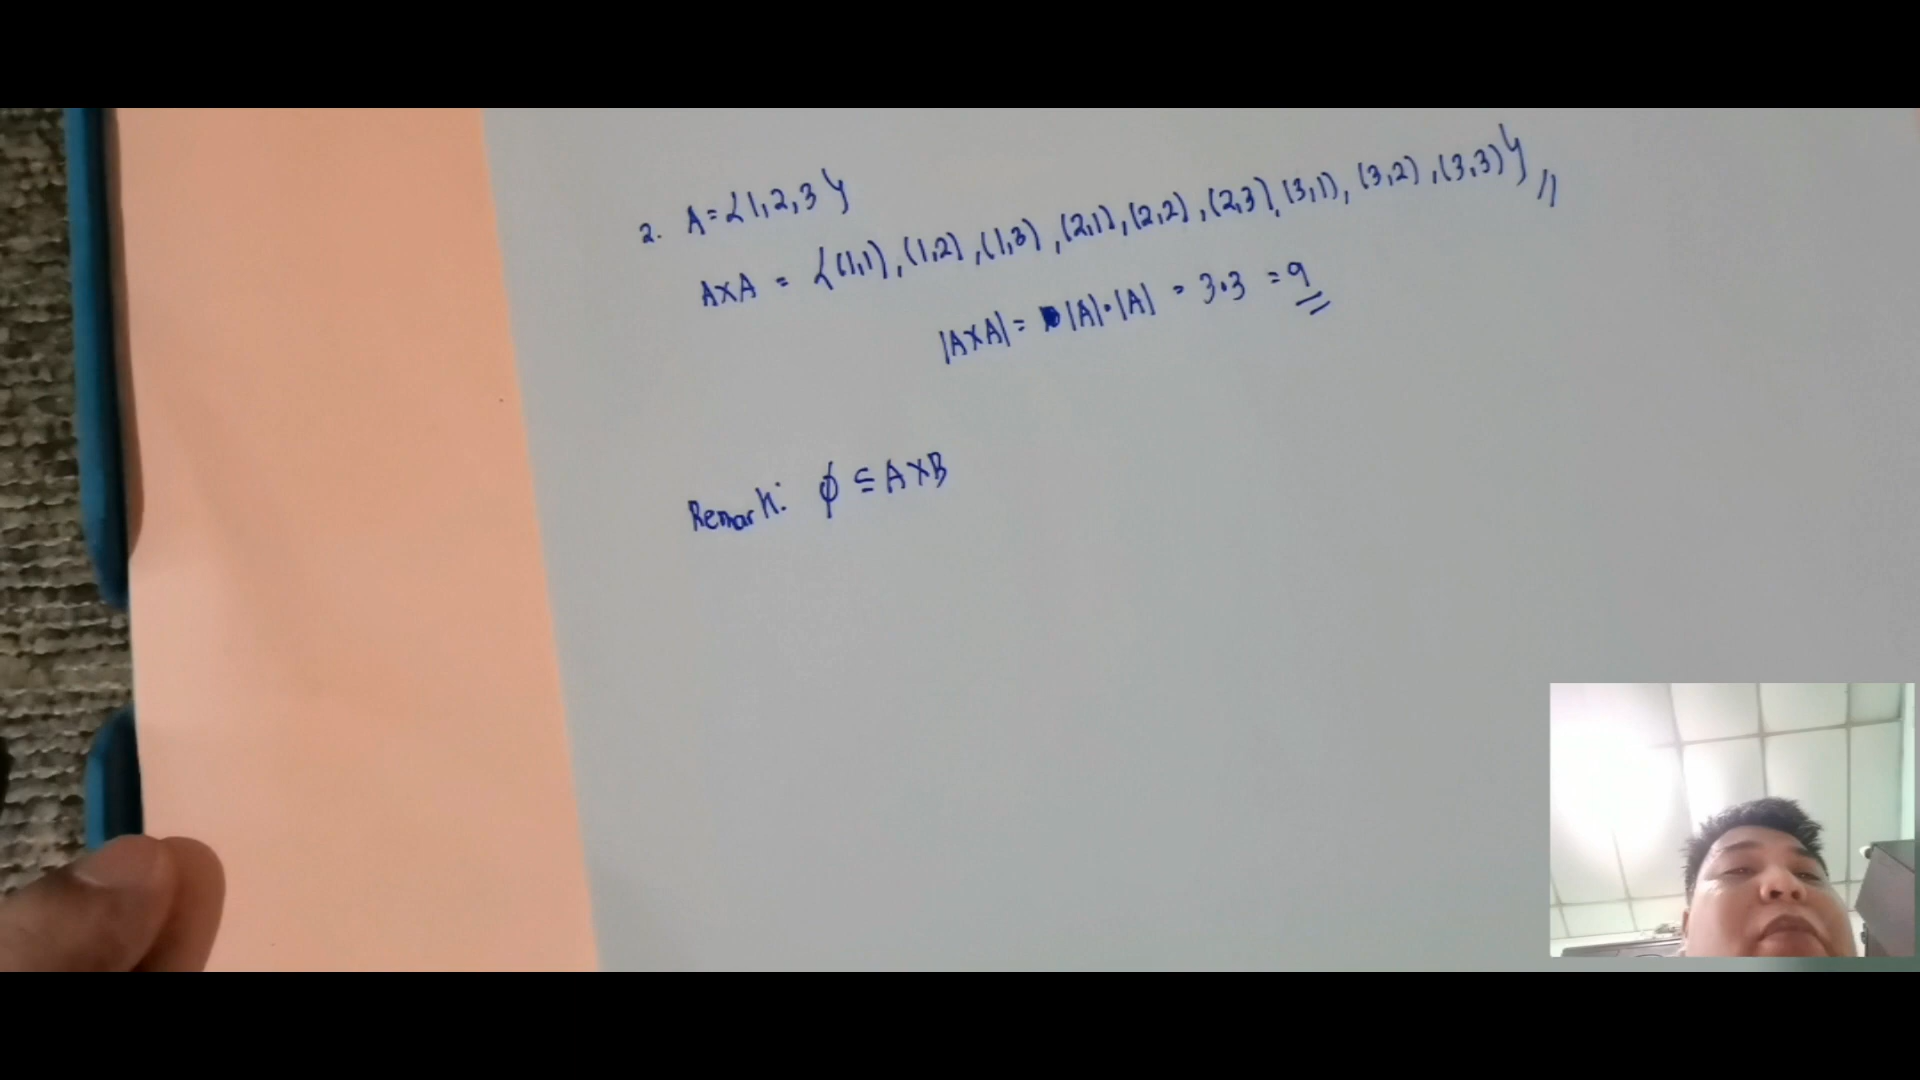 2. A = {1,2,3}
A×A = {(1,1), (1,2), (1,3), (2,1), (2,2), (2,3), (3,1), (3,2), (3,3)} //
|A×A| = |A|·|A| = 3·3 = 9
Remark: ∅ ⊆ A×B